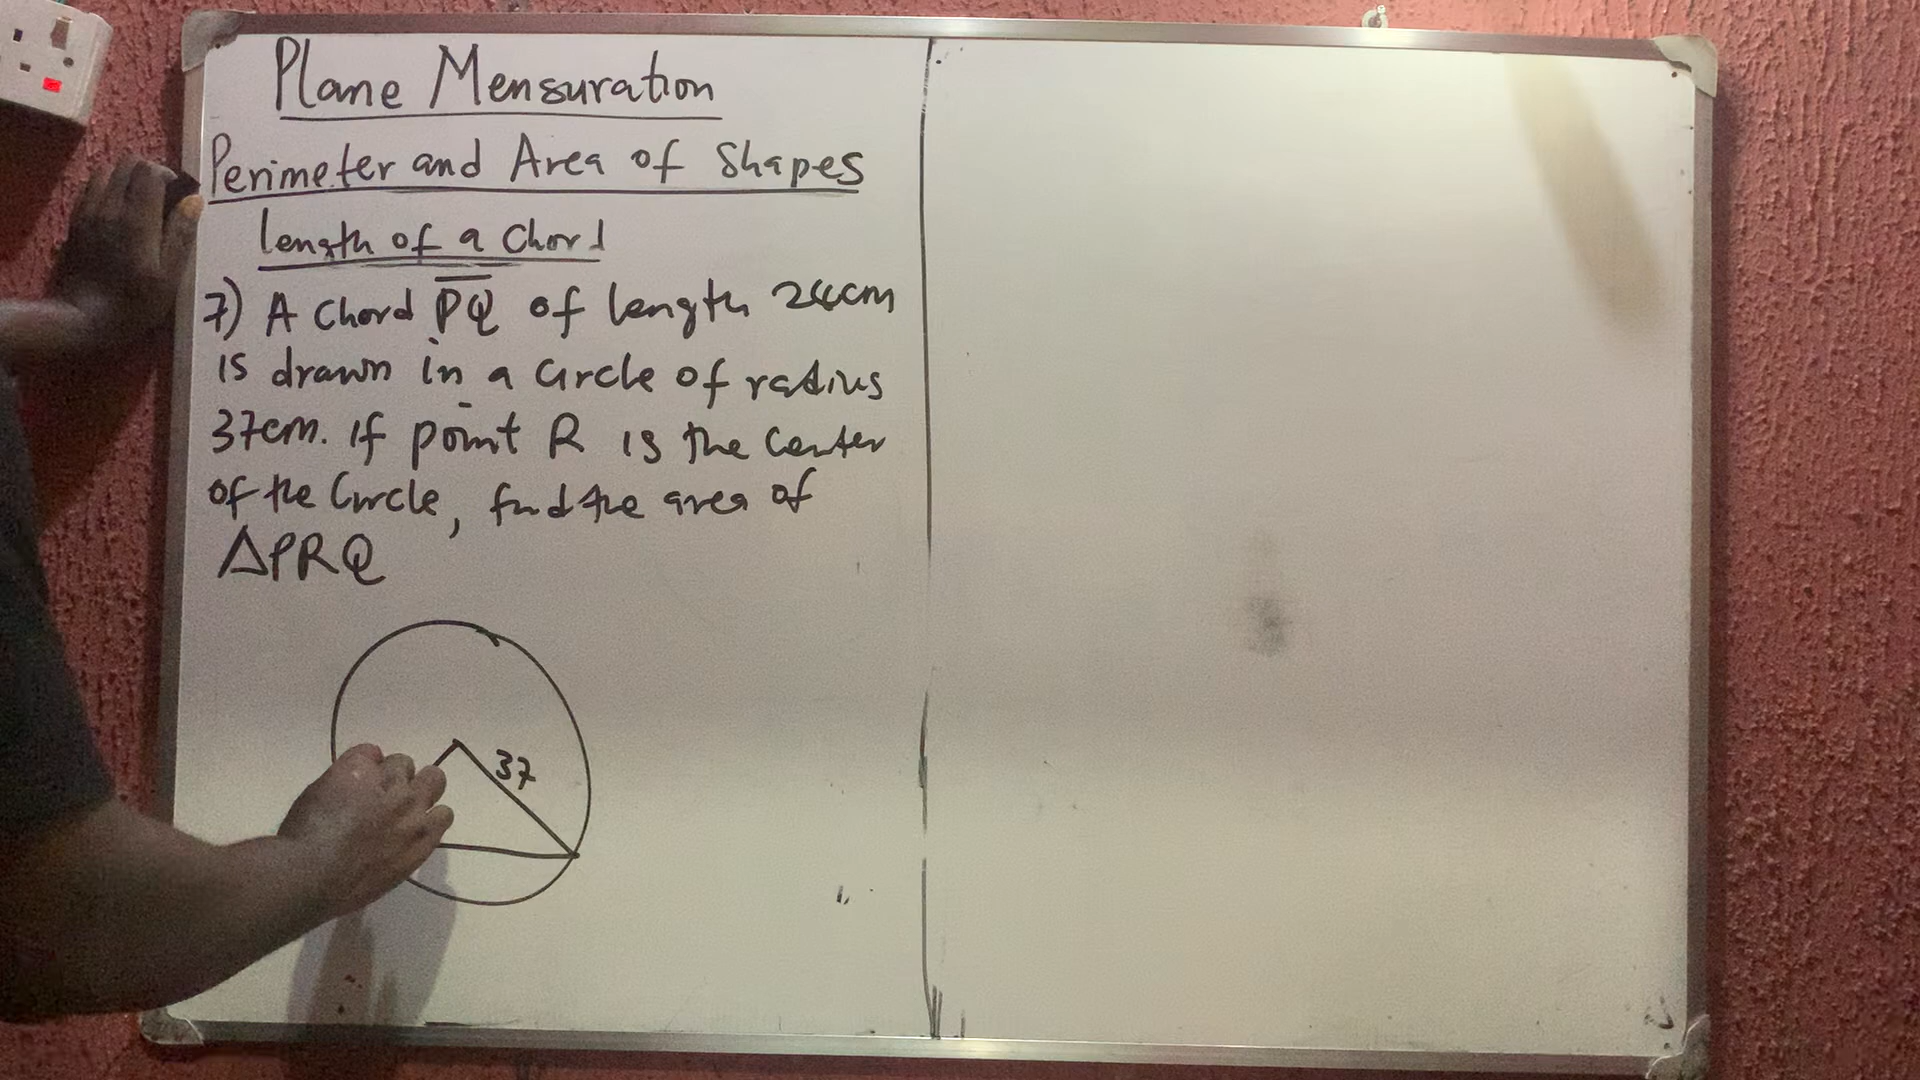 Plane Mensuration
Perimeter and Area of Shapes
Length of a Chord
7) A Chord PQ of length 24cm
is drawn in a circle of radius
37cm. If point R is the Center
of the Circle, find the area of
ΔPRQ
37